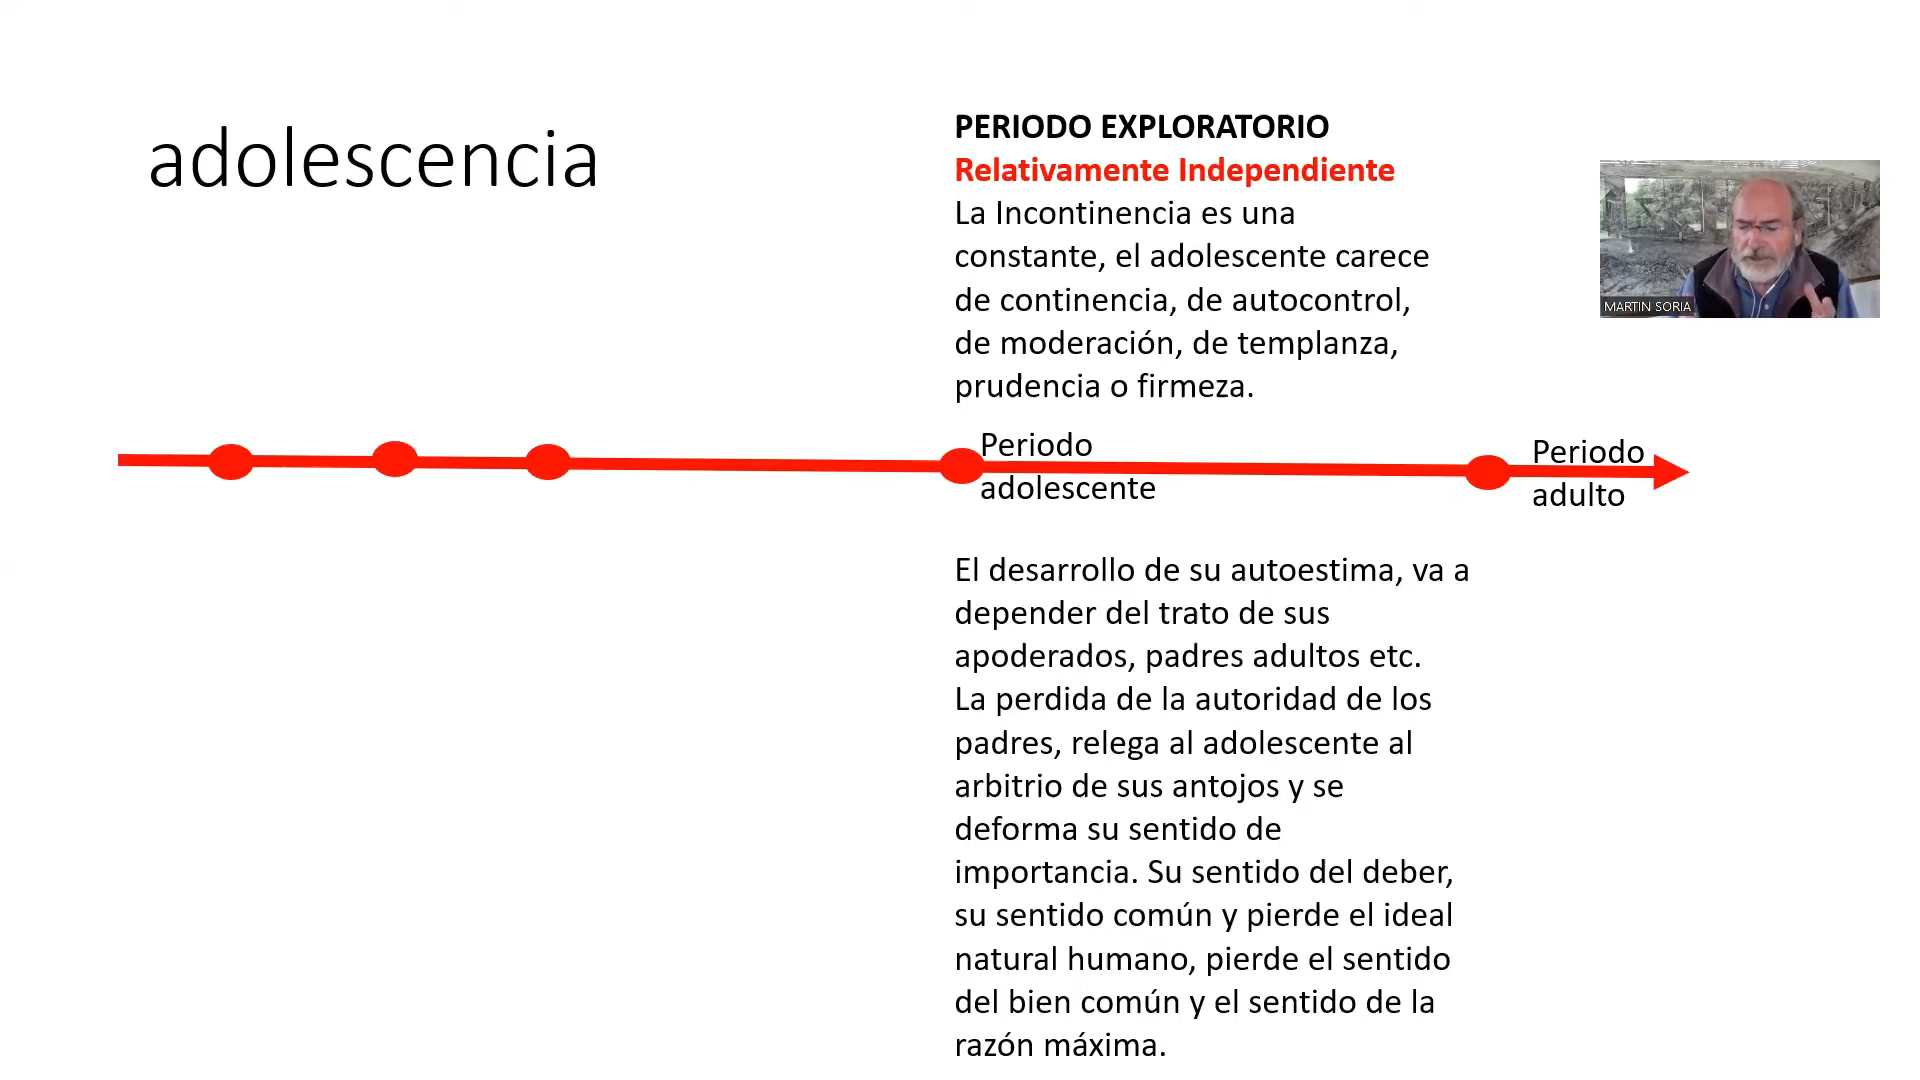 adolescencia
PERIODO EXPLORATORIO
Relativamente Independiente
La Incontinencia es una
constante, el adolescente carece
de continencia, de autocontrol,
de moderación, de templanza,
prudencia o firmeza.
MARTIN SORIA
Periodo
adolescente
Periodo
adulto
El desarrollo de su autoestima, va a
depender del trato de sus
apoderados, padres adultos etc.
La perdida de la autoridad de los
padres, relega al adolescente al
arbitrio de sus antojos y se
deforma su sentido de
importancia. Su sentido del deber,
su sentido común y pierde el ideal
natural humano, pierde el sentido
del bien común y el sentido de la
razón máxima.